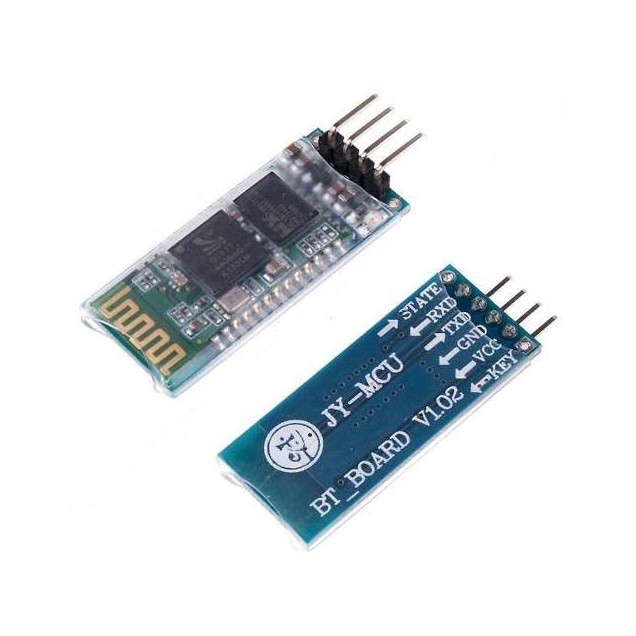 STATE
RXD
TXD
GND
VCC
KEY
JY-MCU
BT_BOARD V1.02